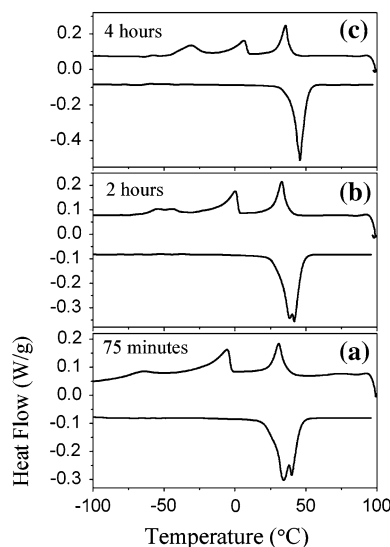 4 hours
(c)
0.2
0.1
0.0
-0.2
-0.4
2 hours
(b)
0.2
0.1
0.0
-0.1
-0.2
-0.3
75 minutes
(a)
0.2
0.1
0.0
-0.1
-0.2
-0.3
Heat Flow (W/g)
-100 -50 0 50 100
Temperature (°C)